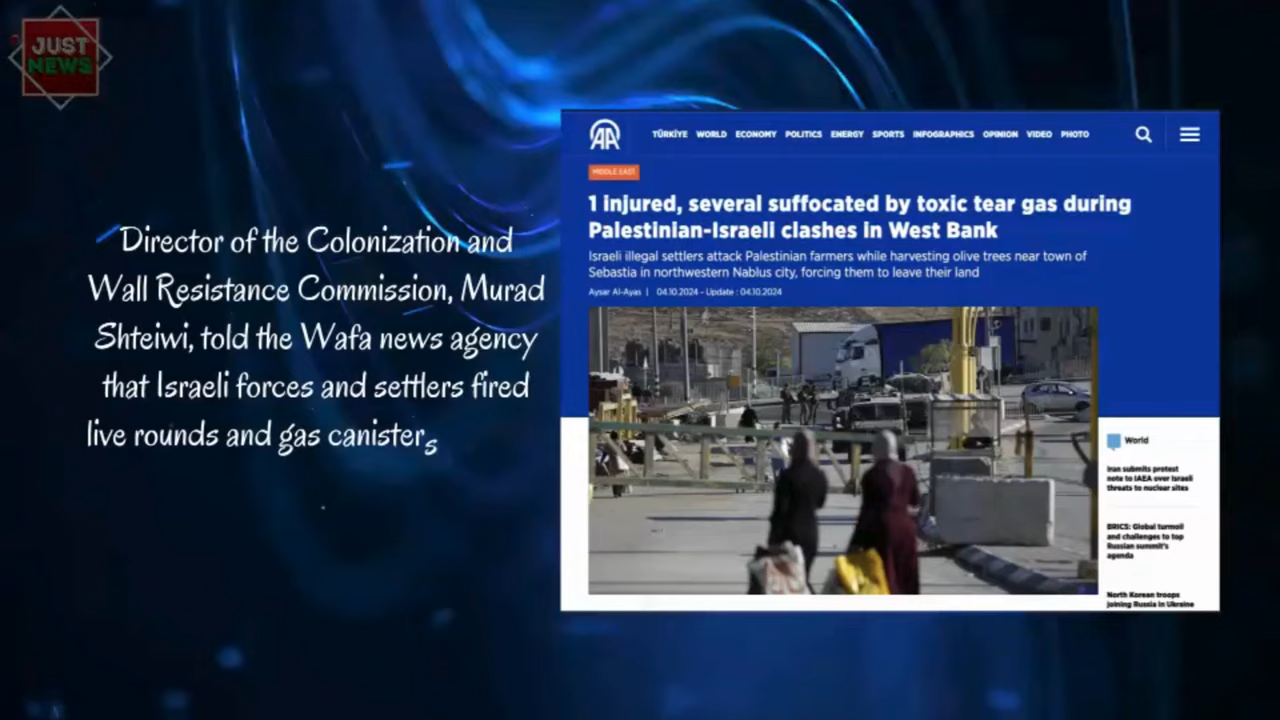 JUST
NEWS
Director of the Colonization and
Wall Resistance Commission, Murad
Shteiwi, told the Wafa news agency
that Israeli forces and settlers fired
live rounds and gas canisters
AA
TÜRKİYE WORLD ECONOMY POLITICS ENERGY SPORTS INFOGRAPHICS OPINION VIDEO PHOTO
MIDDLE EAST
1 injured, several suffocated by toxic tear gas during
Palestinian-Israeli clashes in West Bank
Israeli illegal settlers attack Palestinian farmers while harvesting olive trees near town of
Sebastia in northwestern Nablus city, forcing them to leave their land
Aysar Al-Ayas | 04.10.2024 - Update : 04.10.2024
World
Iran submits protest
note to IAEA over Israeli
threats to nuclear sites
BRICS: Global turmoil
and challenges to top
Russian summit's
agenda
North Korean troops
joining Russia in Ukraine